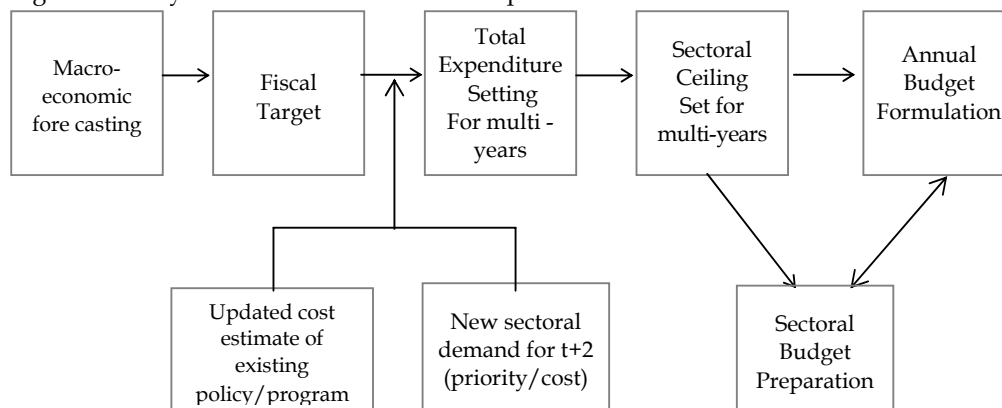 Macro-
economic
fore casting
Fiscal
Target
Total
Expenditure
Setting
For multi -
years
Sectoral
Ceiling
Set for
multi-years
Annual
Budget
Formulation
Updated cost
estimate of
existing
policy/program
New sectoral
demand for t+2
(priority/cost)
Sectoral
Budget
Preparation